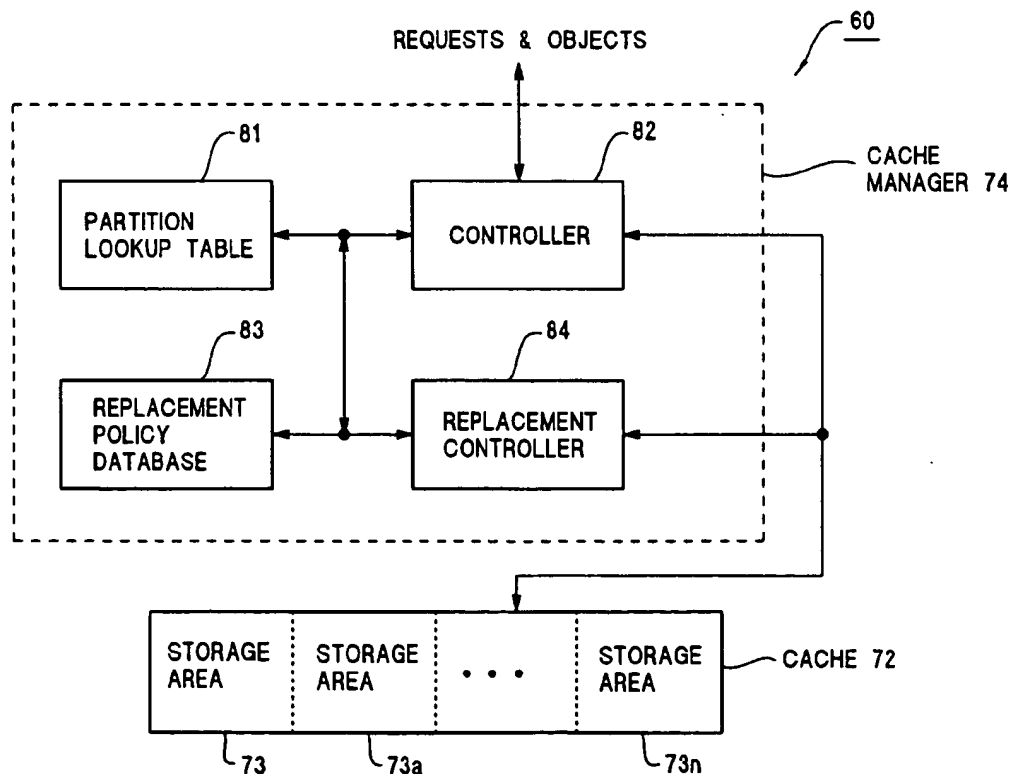 60
REQUESTS & OBJECTS
81
82
CACHE
MANAGER 74
PARTITION
LOOKUP TABLE
CONTROLLER
83
84
REPLACEMENT
POLICY
DATABASE
REPLACEMENT
CONTROLLER
STORAGE
AREA
STORAGE
AREA
• • •
STORAGE
AREA
CACHE 72
73
73a
73n